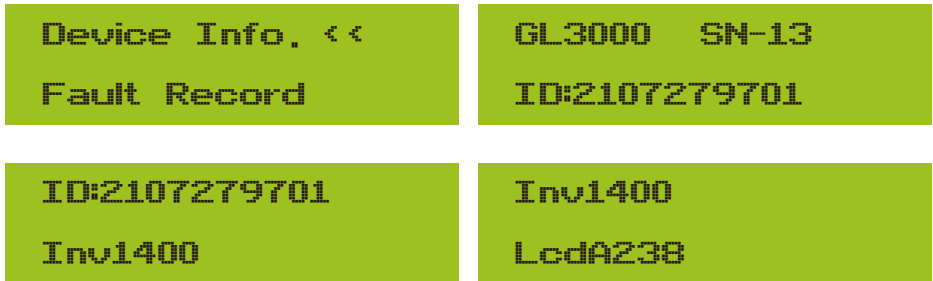 Device Info. <<
Fault Record
GL3000 SN-13
ID:2107279701
ID:2107279701
Inv1400
Inv1400
LcdA238